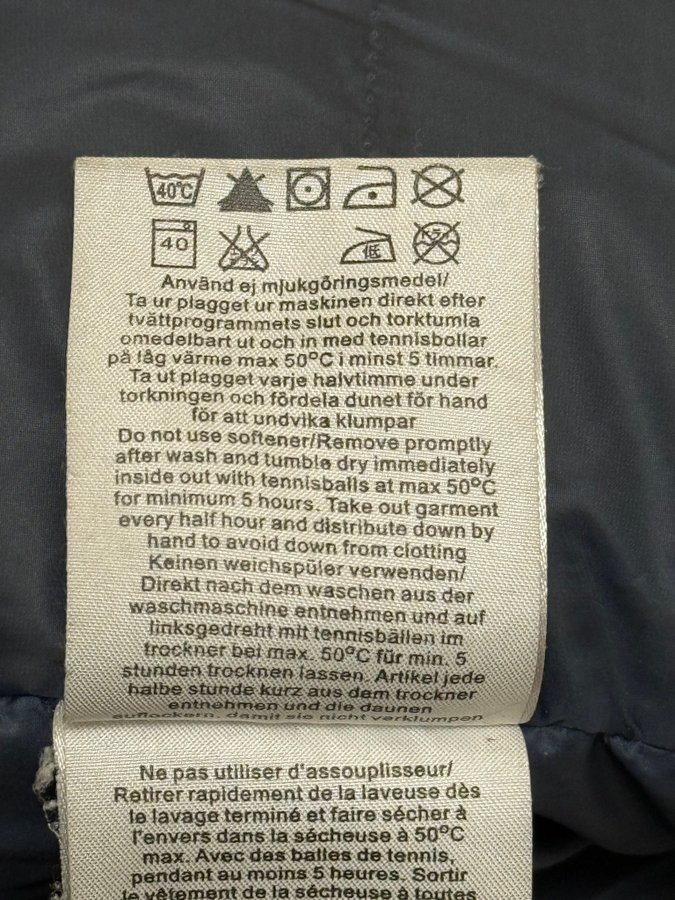 40°C
40
低
Använd ej mjukgöringsmedel/
Ta ur plagget ur maskinen direkt efter
tvättprogrammets slut och torktumla
omedelbart ut och in med tennisbollar
på låg värme max 50°C i minst 5 timmar.
Ta ut plagget varje halvtimme under
torkningen och fördela dunet för hand
för att undvika klumpar
Do not use softener/Remove promptly
after wash and tumble dry immediately
inside out with tennisballs at max 50°C
for minimum 5 hours. Take out garment
every half hour and distribute down by
hand to avoid down from clotting
Keinen weichspüler verwenden/
Direkt nach dem waschen aus der
waschmaschine entnehmen und auf
linksgedreht mit tennisbällen im
trockner bei max. 50°C für min. 5
stunden trocknen lassen. Artikel jede
halbe stunde kurz aus dem trockner
entnehmen und die daunen
auflockern, damit sie nicht verklumpen
Ne pas utiliser d'assouplisseur/
Retirer rapidement de la laveuse dès
le lavage terminé et faire sécher à
l'envers dans la sécheuse à 50°C
max. Avec des balles de tennis,
pendant au moins 5 heures. Sortir
le vêtement de la sécheuse à toutes